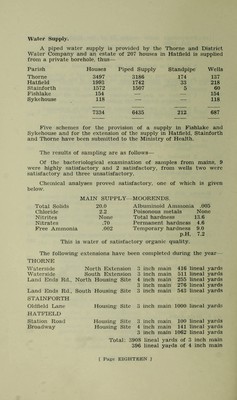 Water Supply.
A piped water supply is provided by the Thorne and District
Water Company and an estate of 207 houses in Hatfield is supplied
from a private borehole, thus—
Parish Houses Piped Supply Standpipe Wells
Thorne 3497 3186 174 137
Hatfield 1995 1742 33 218
Stainforth 1572 1507 5 60
Fishlake 154 — — 154
Sykehouse 118 — — 118
7334 6435 212 687
Five schemes for the provision of a supply in Fishlake and
Sykehouse and for the extension of the supply in Hatfield, Stainforth
and Thorne have been submitted to the Ministry of Health.
The results of sampling are as follows—
Of the bacteriological examination of samples from mains, 9
were highly satisfactory and 2 satisfactory, from wells two were
satisfactory and three unsatisfactory.
Chemical analyses proved satisfactory, one of which is given
below.
MAIN SUPPLY—MOORENDS.
Total Solids 20.0 Albuminoid Ammonia .005
Chloride 2.2 Poisonous metals None
Nitrites None Total hardness 13.6
Nitrates .70 Permanent hardness 4.6
Free Ammonia .002 Temporary hardness 9.0
p.H. 7.2
This is water of satisfactory organic quality.
The following extensions have been completed during the year—
THORNE
Waterside North Extension 3 inch main 416 lineal yards
Waterside South Extension 3 inch main 511 lineal yards
Land Ends Rd., North Housing Site 4 inch main 255 lineal yards
3 inch main 276 lineal yards
Land Ends Rd., South Housing Site 3 inch main 543 lineal yards
STAINFORTH
Oldfield Lane Housing Site 3 inch main 1000 lineal yards
HATFIELD
Station Road Housing Site 3 inch main 100 lineal yards
Broadway Housing Site 4 inch main 141 lineal yards
3 inch main 1062 lineal yards
Total: 3908 lineal yards of 3 inch main
396 lineal yards of 4 inch main
[ Page EIGHTEEN ]